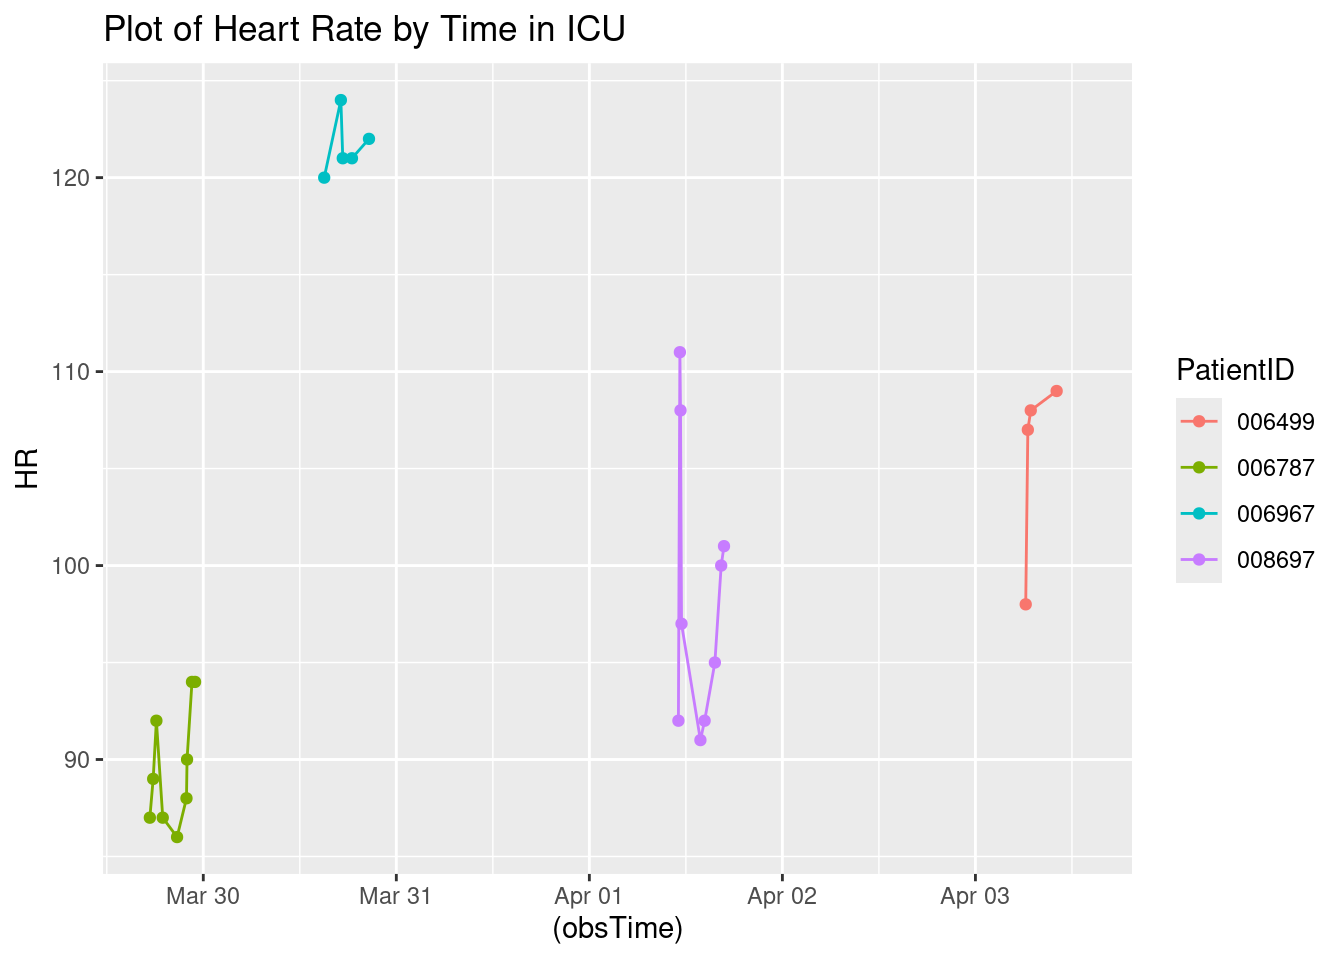 Plot of Heart Rate by Time in ICU
HR
120
110
100
90
Mar 30
Mar 31
Apr 01
Apr 02
Apr 03
(obsTime)
PatientID
006499
006787
006967
008697